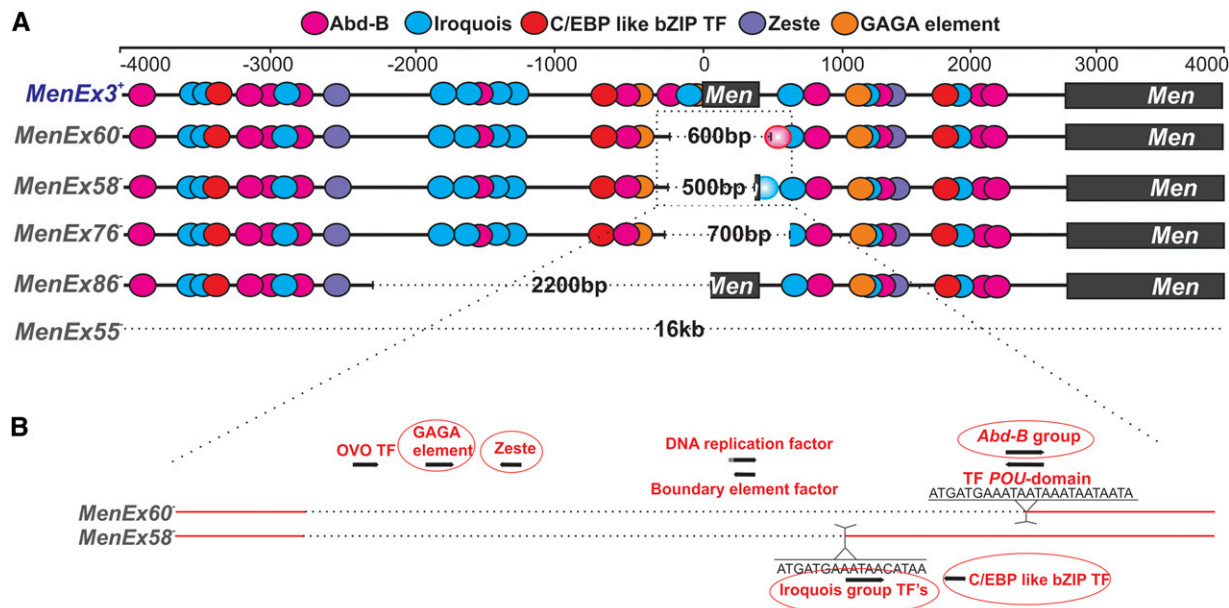 A
Abd-B Iroquois C/EBP like bZIP TF Zeste GAGA element
-4000 -3000 -2000 -1000 0 1000 2000 3000 4000
MenEx3+ Men Men
MenEx60- 600bp Men
MenEx58- 500bp Men
MenEx76- 700bp Men
MenEx86- 2200bp Men Men
MenEx55- 16kb
B
OVO TF
GAGA
element
Zeste
DNA replication factor
Boundary element factor
Abd-B group
TF POU-domain
ATGATGAAATAATAAATAATAATA
MenEx60-
MenEx58-
ATGATGAAATAACATAA
Iroquois group TF's
C/EBP like bZIP TF